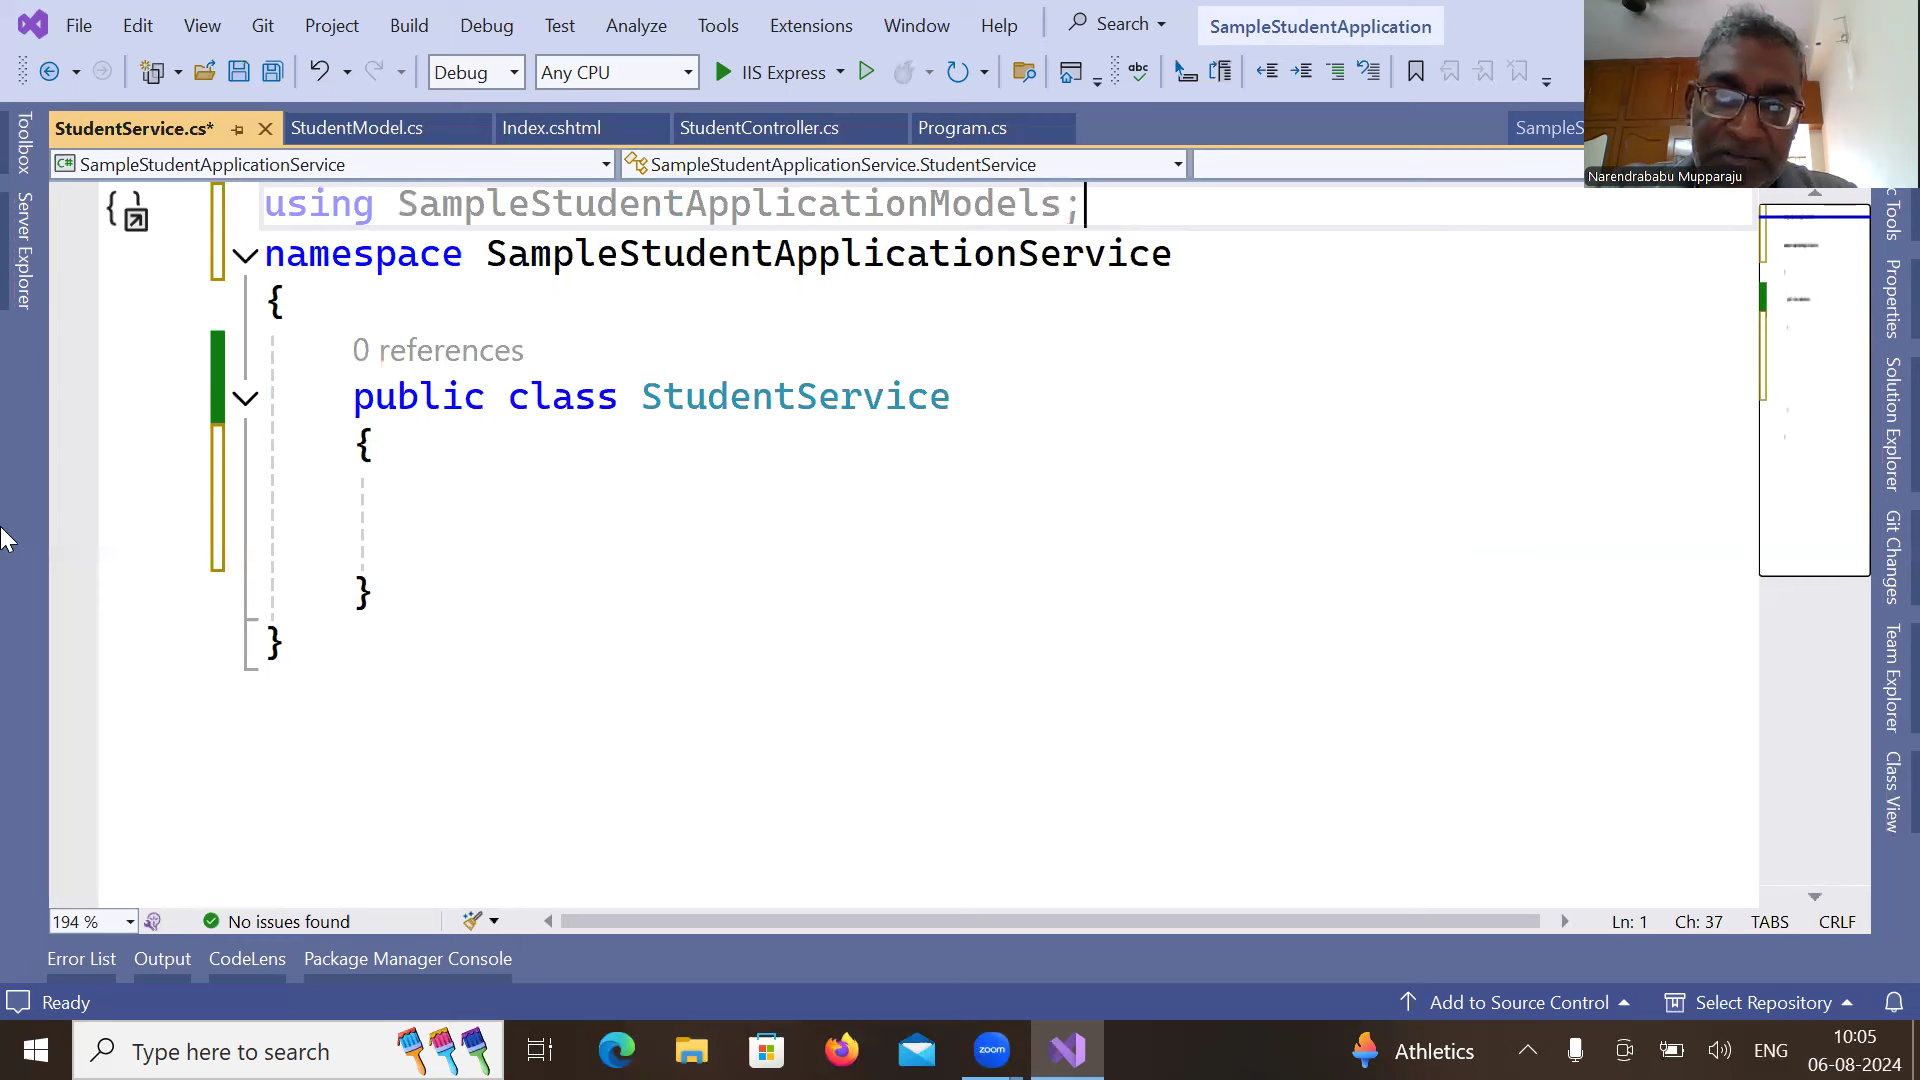 File Edit View Git Project Build Debug Test Analyze Tools Extensions Window Help Search SampleStudentApplication
Debug Any CPU IIS Express abc
StudentService.cs* StudentModel.cs Index.cshtml StudentController.cs Program.cs SampleS
SampleStudentApplicationService SampleStudentApplicationService.StudentService
Narendrababu Mupparaju
Toolbox
Server Explorer
using SampleStudentApplicationModels;
namespace SampleStudentApplicationService
{
0 references
public class StudentService
{
}
}
c Tools
Properties
Solution Explorer
Git Changes
Team Explorer
Class View
194 % No issues found Ln: 1 Ch: 37 TABS CRLF
Error List Output CodeLens Package Manager Console
Ready Add to Source Control Select Repository
Type here to search zoom Athletics ENG 10:05
06-08-2024